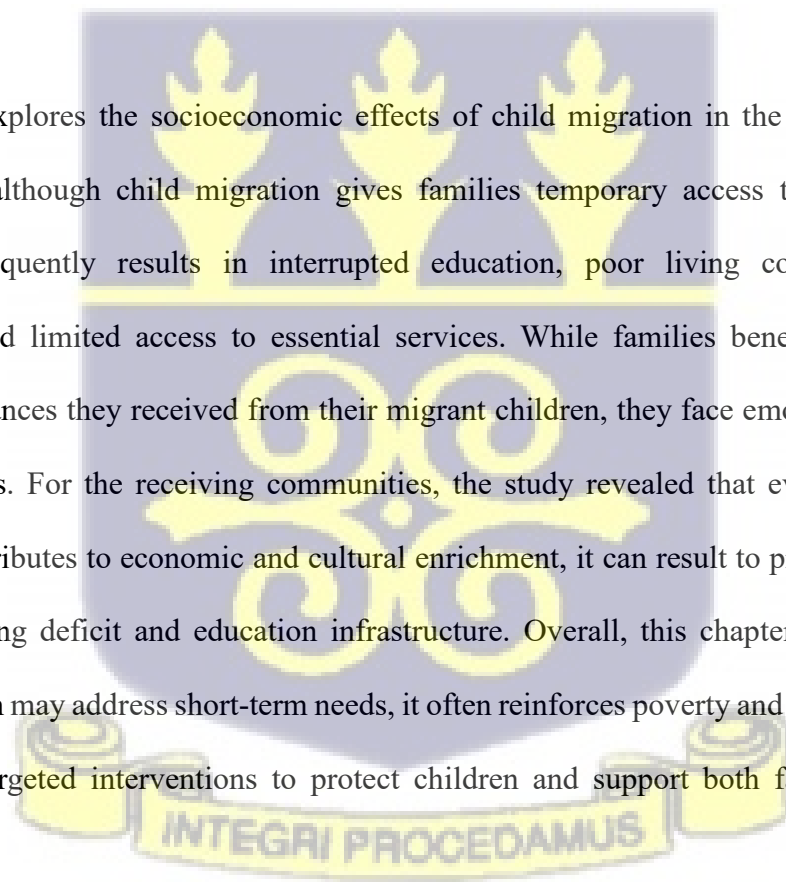 xplores the socioeconomic effects of child migration in the
although child migration gives families temporary access t
quently results in interrupted education, poor living co
d limited access to essential services. While families bene
ances they received from their migrant children, they face emo
s. For the receiving communities, the study revealed that ev
ributes to economic and cultural enrichment, it can result to p
ng deficit and education infrastructure. Overall, this chapter
n may address short-term needs, it often reinforces poverty and
rgeted interventions to protect children and support both f
INTEGRI PROCEDAMUS